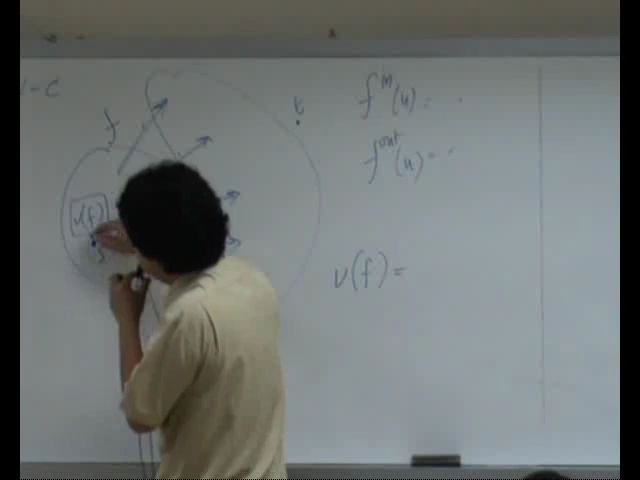 f^in(u) = .
t
f
f^out(u) = .
v(f)
s
v(f) =